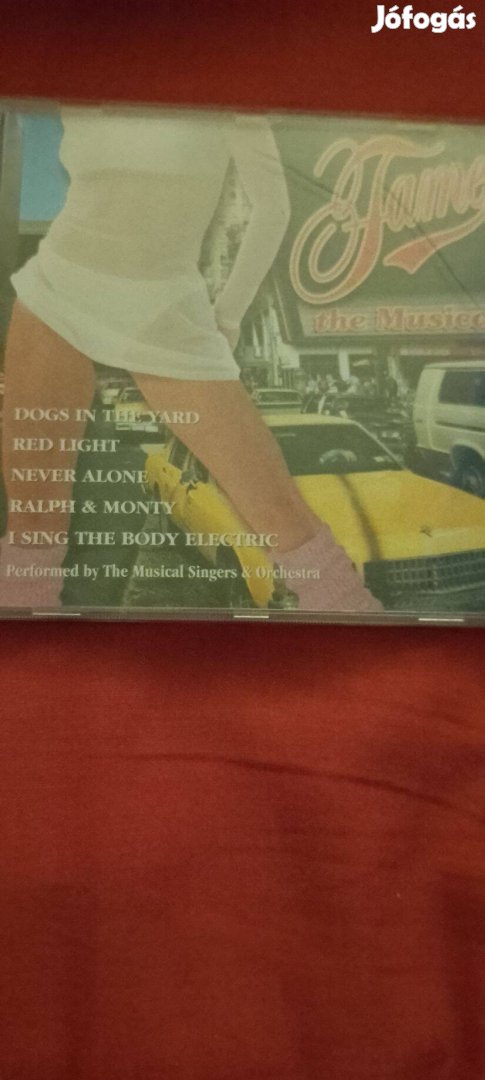 Jófogás
Fame
the Music
DOGS IN THE YARD
RED LIGHT
NEVER ALONE
RALPH & MONTY
I SING THE BODY ELECTRIC
Performed by The Musical Singers & Orchestra